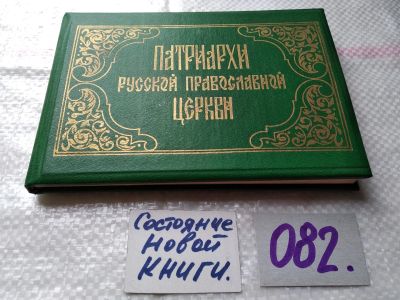 ПАТРИАРХИ
РУССКОЙ ПРАВОСЛАВНОЙ
ЦЕРКВИ
Состояние
новой
книги.
082.